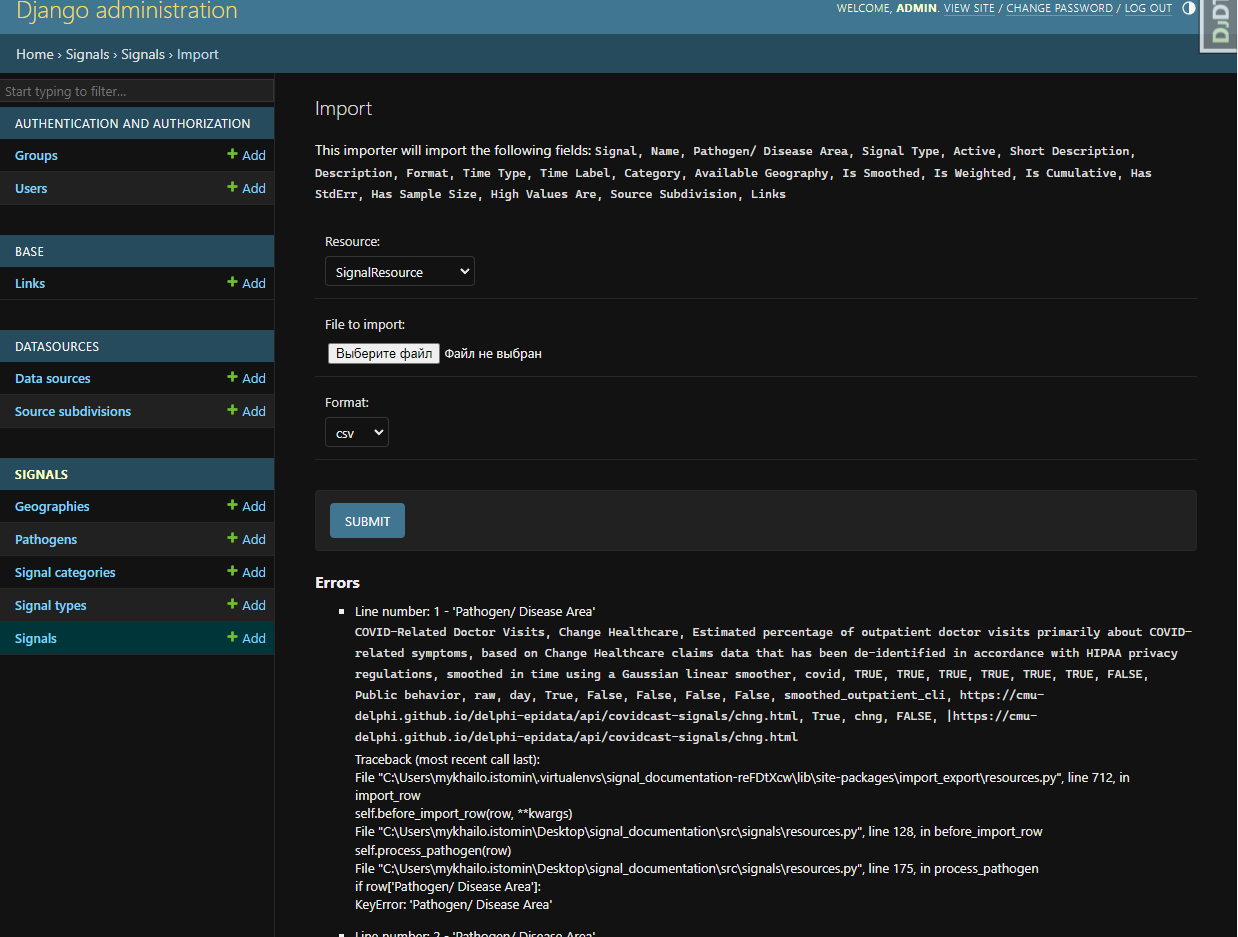 Django administration
WELCOME, ADMIN. VIEW SITE / CHANGE PASSWORD / LOG OUT
DJDT
Home › Signals › Signals › Import
Start typing to filter...
AUTHENTICATION AND AUTHORIZATION
Groups + Add
Users + Add
BASE
Links + Add
DATASOURCES
Data sources + Add
Source subdivisions + Add
SIGNALS
Geographies + Add
Pathogens + Add
Signal categories + Add
Signal types + Add
Signals + Add
Import
This importer will import the following fields: Signal, Name, Pathogen/ Disease Area, Signal Type, Active, Short Description,
Description, Format, Time Type, Time Label, Category, Available Geography, Is Smoothed, Is Weighted, Is Cumulative, Has
StdErr, Has Sample Size, High Values Are, Source Subdivision, Links
Resource:
SignalResource
File to import:
Выберите файл Файл не выбран
Format:
csv
SUBMIT
Errors
Line number: 1 - 'Pathogen/ Disease Area'
COVID-Related Doctor Visits, Change Healthcare, Estimated percentage of outpatient doctor visits primarily about COVID-
related symptoms, based on Change Healthcare claims data that has been de-identified in accordance with HIPAA privacy
regulations, smoothed in time using a Gaussian linear smoother, covid, TRUE, TRUE, TRUE, TRUE, TRUE, TRUE, FALSE,
Public behavior, raw, day, True, False, False, False, False, smoothed_outpatient_cli, https://cmu-
delphi.github.io/delphi-epidata/api/covidcast-signals/chng.html, True, chng, FALSE, |https://cmu-
delphi.github.io/delphi-epidata/api/covidcast-signals/chng.html
Traceback (most recent call last):
File "C:\Users\mykhailo.istomin\.virtualenvs\signal_documentation-reFDtXcw\lib\site-packages\import_export\resources.py", line 712, in
import_row
self.before_import_row(row, **kwargs)
File "C:\Users\mykhailo.istomin\Desktop\signal_documentation\src\signals\resources.py", line 128, in before_import_row
self.process_pathogen(row)
File "C:\Users\mykhailo.istomin\Desktop\signal_documentation\src\signals\resources.py", line 175, in process_pathogen
if row['Pathogen/ Disease Area']:
KeyError: 'Pathogen/ Disease Area'
Line number: 2 - 'Pathogen/ Disease Area'